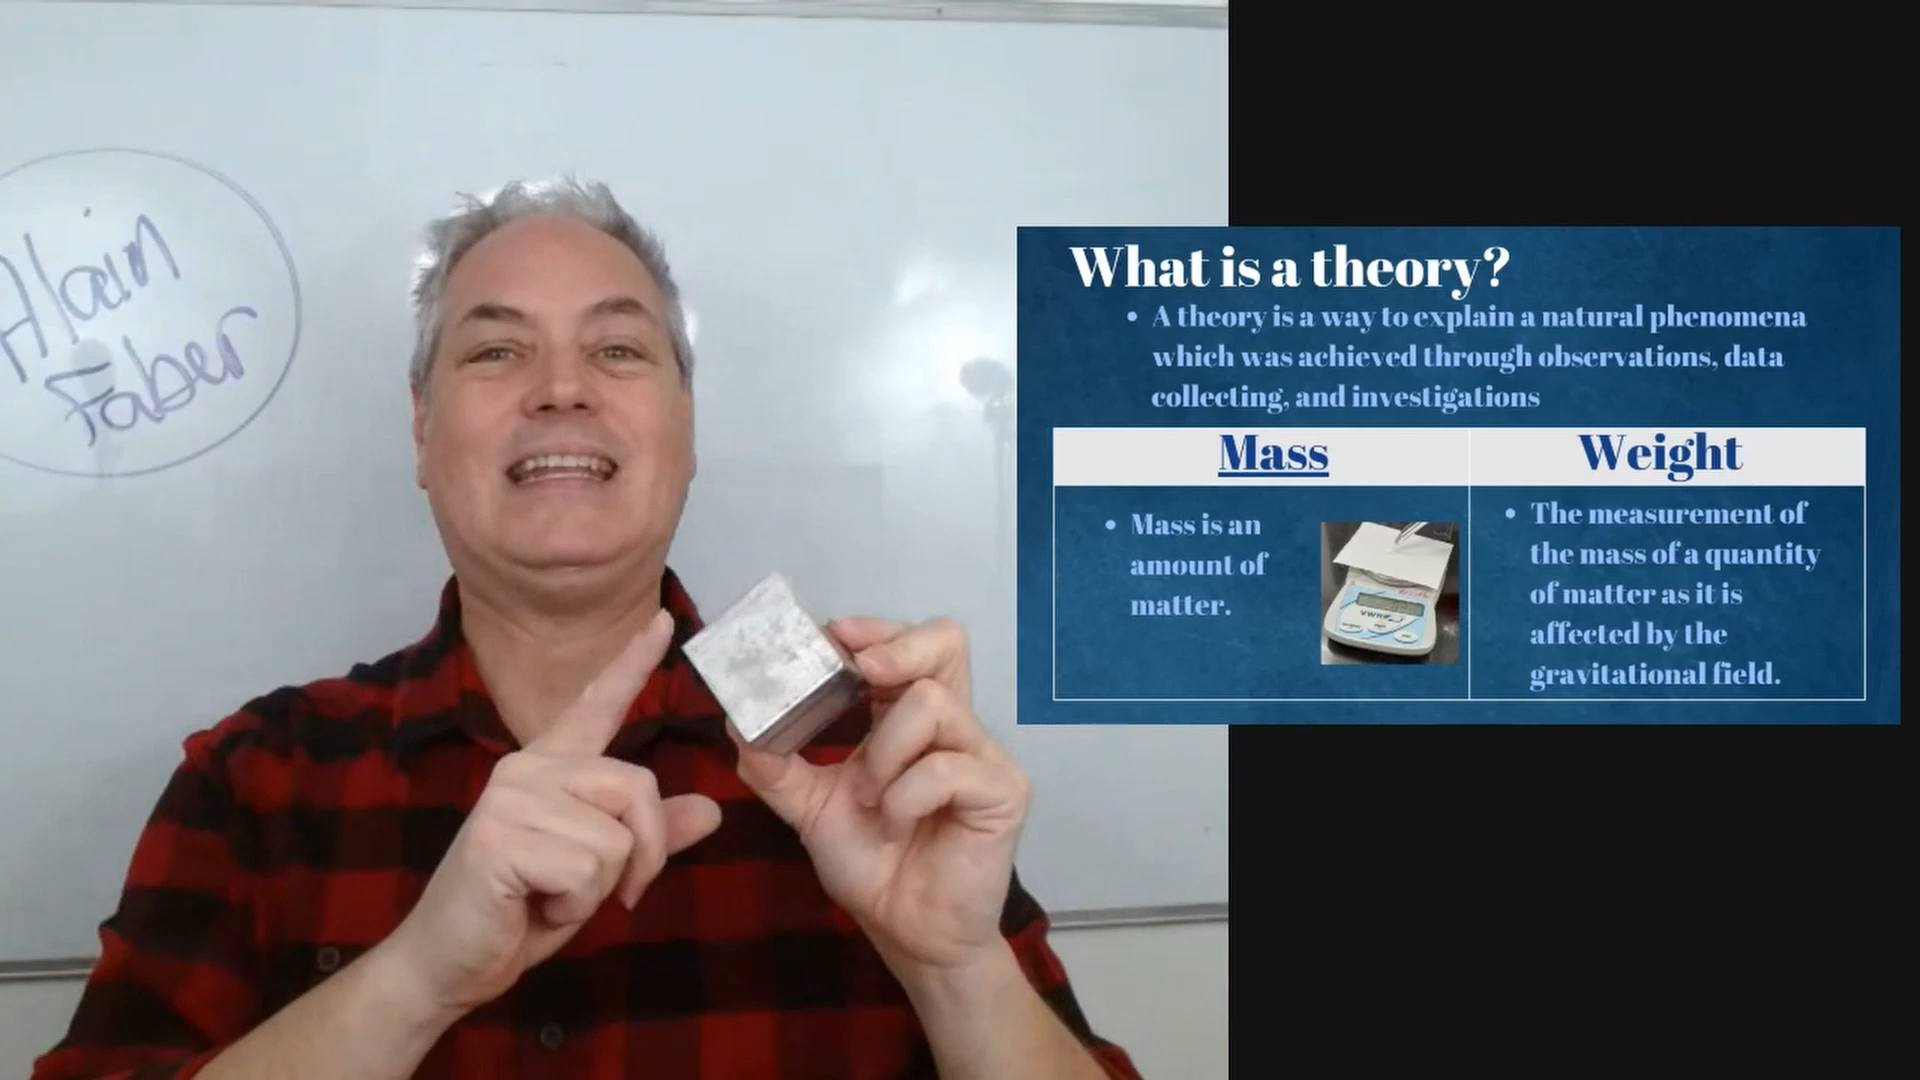 Alain
Faber
What is a theory?
• A theory is a way to explain a natural phenomena
which was achieved through observations, data
collecting, and investigations
Mass
Weight
• Mass is an
amount of
matter.
VWR
• The measurement of
the mass of a quantity
of matter as it is
affected by the
gravitational field.